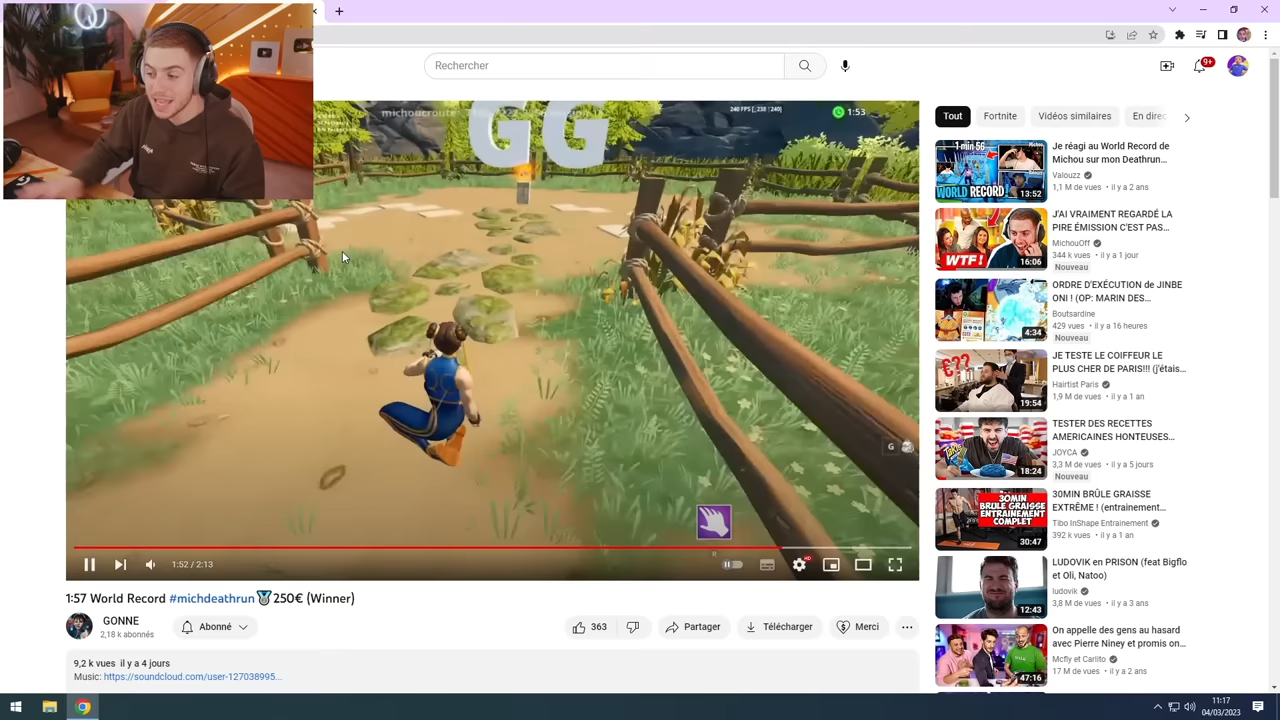 Rechercher
9+
michoucroute
240 FPS [ ; 238 ! 240]
1:53
GG
G
R
1:52 / 2:13
HD
1:57 World Record #michdeathrun🏅250€ (Winner)
GONNE
2,18 k abonnés
Abonné
363
Partager
Télécharger
Merci
9,2 k vues il y a 4 jours
Music: https://soundcloud.com/user-127038995...
Tout
Fortnite
Vidéos similaires
En direc
1 min 56
WORLD RECORD
13:52
Je réagi au World Record de
Michou sur mon Deathrun…
Valouzz
1,1 M de vues • il y a 2 ans
WTF !
16:06
J'AI VRAIMENT REGARDÉ LA
PIRE ÉMISSION C'EST PAS…
MichouOff
344 k vues • il y a 1 jour
Nouveau
4:34
ORDRE D'EXÉCUTION de JINBE
ONI ! (OP: MARIN DES…
Boutsardine
429 vues • il y a 16 heures
Nouveau
€??
19:54
JE TESTE LE COIFFEUR LE
PLUS CHER DE PARIS!!! (j'étais…
Hairtist Paris
1,9 M de vues • il y a 1 an
18:24
TESTER DES RECETTES
AMERICAINES HONTEUSES…
JOYCA
3,3 M de vues • il y a 5 jours
Nouveau
30MIN
BRÛLE GRAISSE
ENTRAINEMENT
COMPLET
30:47
30MIN BRÛLE GRAISSE
EXTRÊME ! (entrainement…
Tibo InShape Entrainement
392 k vues • il y a 1 an
12:43
LUDOVIK en PRISON (feat Bigflo
et Oli, Natoo)
ludovik
3,8 M de vues • il y a 3 ans
47:16
On appelle des gens au hasard
avec Pierre Niney et promis on…
Mcfly et Carlito
17 M de vues • il y a 2 ans
11:17
04/03/2023